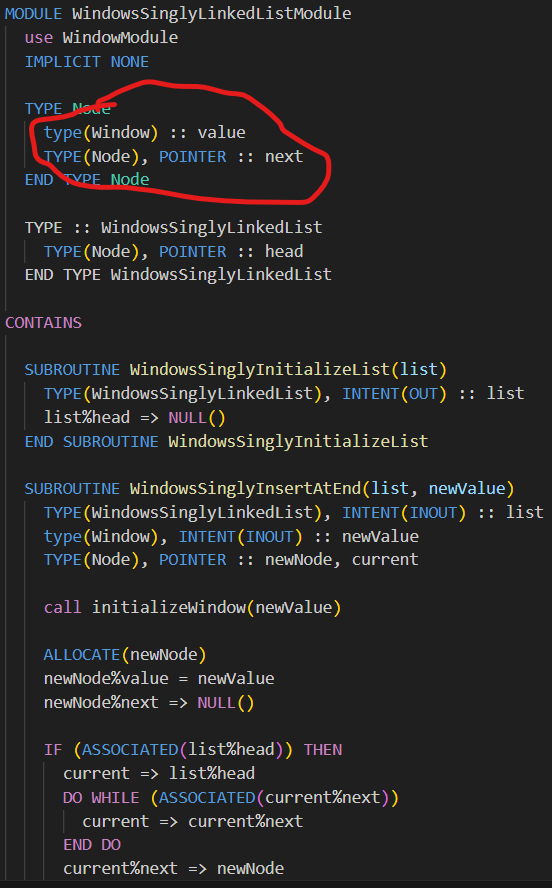 MODULE WindowsSinglyLinkedListModule
use WindowModule
IMPLICIT NONE
TYPE Node
type(Window) :: value
TYPE(Node), POINTER :: next
END TYPE Node
TYPE :: WindowsSinglyLinkedList
TYPE(Node), POINTER :: head
END TYPE WindowsSinglyLinkedList
CONTAINS
SUBROUTINE WindowsSinglyInitializeList(list)
TYPE(WindowsSinglyLinkedList), INTENT(OUT) :: list
list%head => NULL()
END SUBROUTINE WindowsSinglyInitializeList
SUBROUTINE WindowsSinglyInsertAtEnd(list, newValue)
TYPE(WindowsSinglyLinkedList), INTENT(INOUT) :: list
type(Window), INTENT(INOUT) :: newValue
TYPE(Node), POINTER :: newNode, current
call initializeWindow(newValue)
ALLOCATE(newNode)
newNode%value = newValue
newNode%next => NULL()
IF (ASSOCIATED(list%head)) THEN
current => list%head
DO WHILE (ASSOCIATED(current%next))
current => current%next
END DO
current%next => newNode